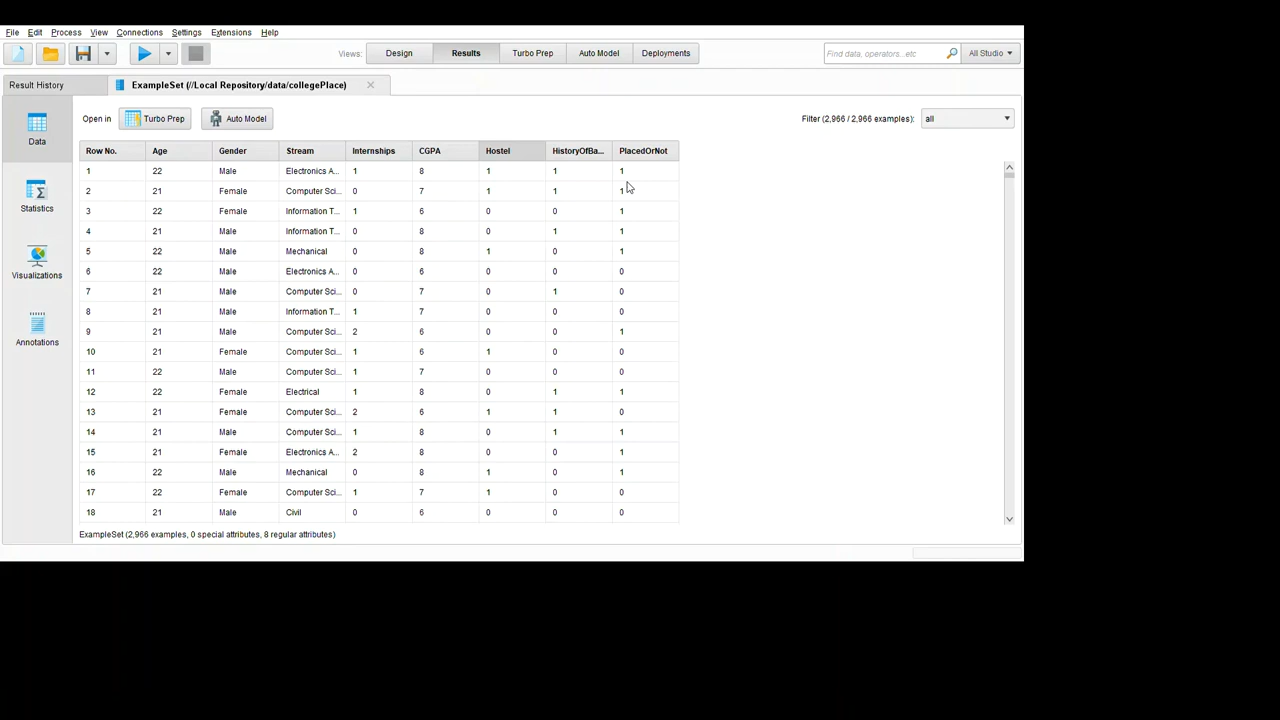 File Edit Process View Connections Settings Extensions Help
Views: Design Results Turbo Prep Auto Model Deployments Find data, operators...etc All Studio
Result History ExampleSet (//Local Repository/data/collegePlace)
Open in Turbo Prep Auto Model Filter (2,966 / 2,966 examples): all
Data
Statistics
Visualizations
Annotations
Row No. Age Gender Stream Internships CGPA Hostel HistoryOfBa... PlacedOrNot
1 22 Male Electronics A... 1 8 1 1 1
2 21 Female Computer Sci... 0 7 1 1 1
3 22 Female Information T... 1 6 0 0 1
4 21 Male Information T... 0 8 0 1 1
5 22 Male Mechanical 0 8 1 0 1
6 22 Male Electronics A... 0 6 0 0 0
7 21 Male Computer Sci... 0 7 0 1 0
8 21 Male Information T... 1 7 0 0 0
9 21 Male Computer Sci... 2 6 0 0 1
10 21 Female Computer Sci... 1 6 1 0 0
11 22 Male Computer Sci... 1 7 0 0 0
12 22 Female Electrical 1 8 0 1 1
13 21 Female Computer Sci... 2 6 1 1 0
14 21 Male Computer Sci... 1 8 0 1 1
15 21 Female Electronics A... 2 8 0 0 1
16 22 Male Mechanical 0 8 1 0 1
17 22 Female Computer Sci... 1 7 1 0 0
18 21 Male Civil 0 6 0 0 0
ExampleSet (2,966 examples, 0 special attributes, 8 regular attributes)